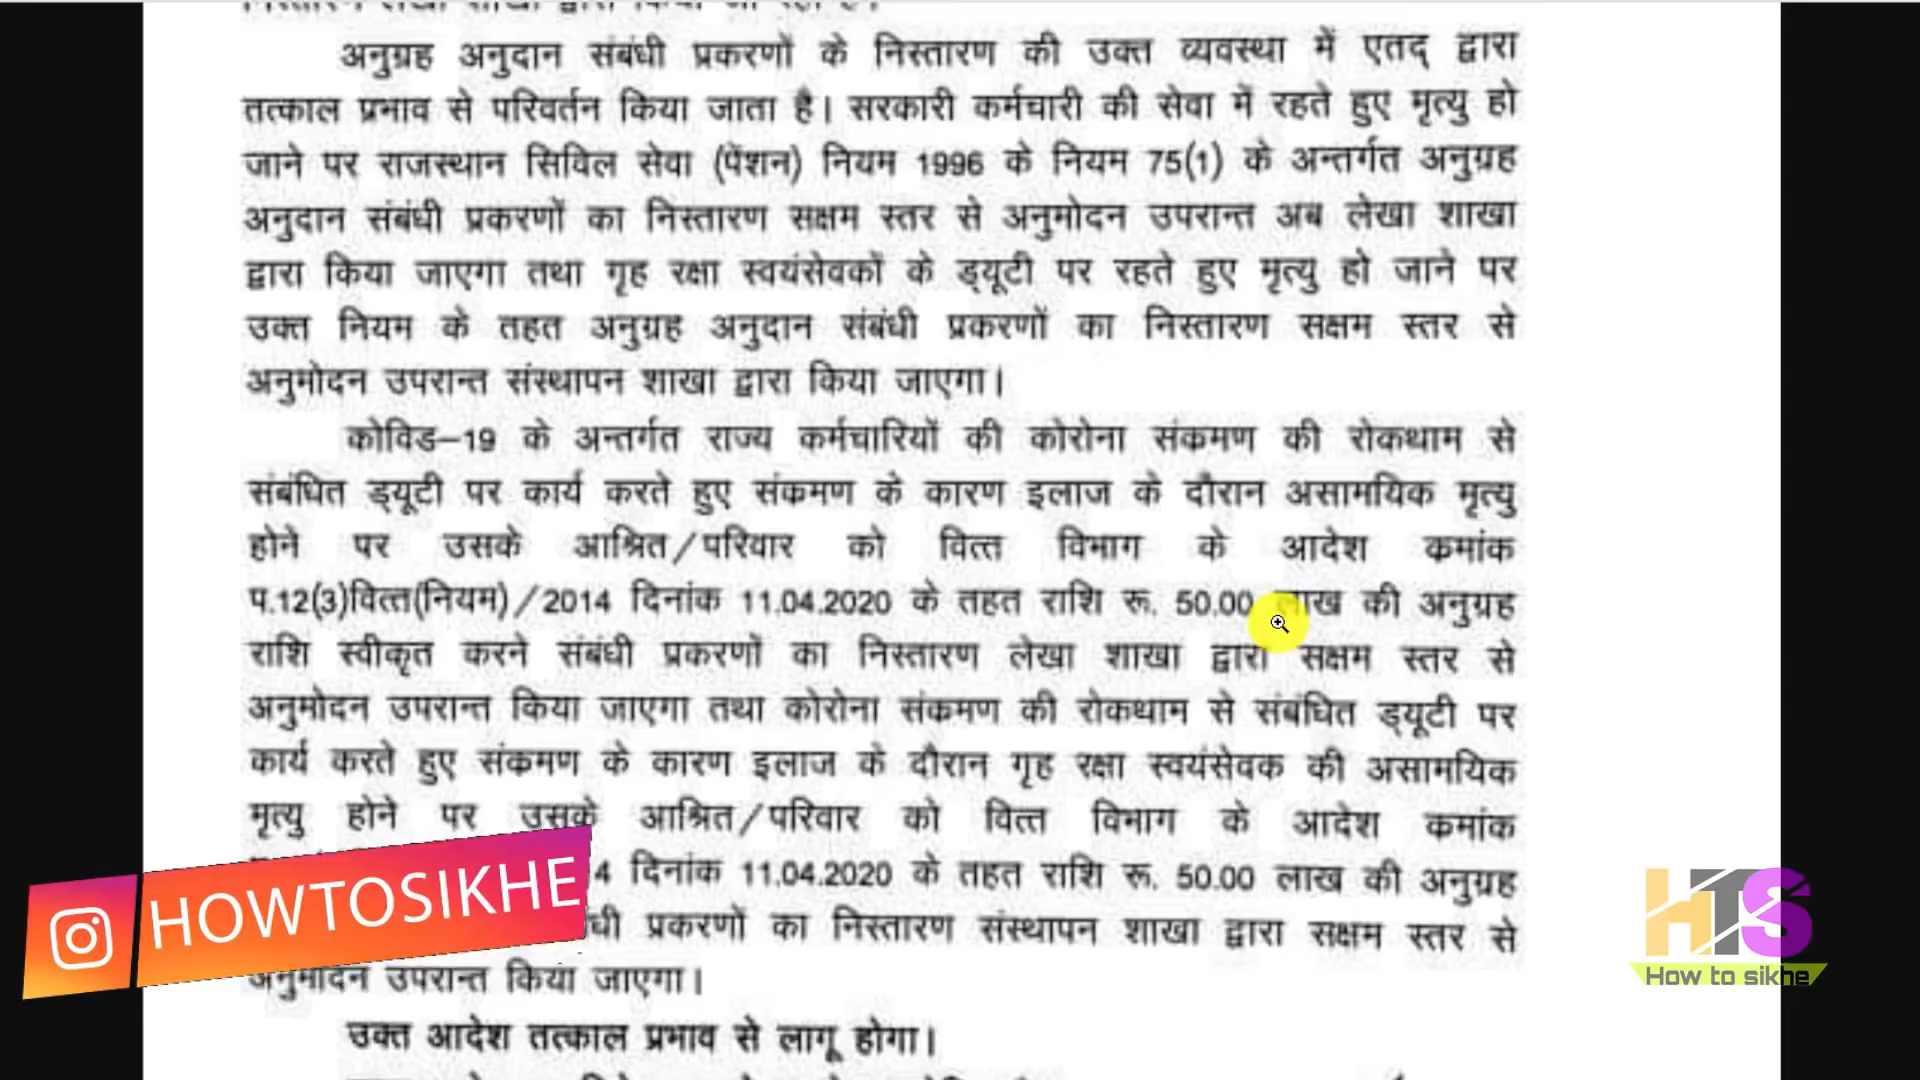 अनुग्रह अनुदान संबंधी प्रकरणों के निस्तारण की उक्त व्यवस्था में एतद् द्वारा
तत्काल प्रभाव से परिवर्तन किया जाता है। सरकारी कर्मचारी की सेवा में रहते हुए मृत्यु हो
जाने पर राजस्थान सिविल सेवा (पेंशन) नियम 1996 के नियम 75(1) के अन्तर्गत अनुग्रह
अनुदान संबंधी प्रकरणों का निस्तारण सक्षम स्तर से अनुमोदन उपरान्त अब लेखा शाखा
द्वारा किया जाएगा तथा गृह रक्षा स्वयंसेवकों के ड्यूटी पर रहते हुए मृत्यु हो जाने पर
उक्त नियम के तहत अनुग्रह अनुदान संबंधी प्रकरणों का निस्तारण सक्षम स्तर से
अनुमोदन उपरान्त संस्थापन शाखा द्वारा किया जाएगा।
कोविड–19 के अन्तर्गत राज्य कर्मचारियों की कोरोना संकमण की रोकथाम से
संबंधित ड्यूटी पर कार्य करते हुए संकमण के कारण इलाज के दौरान असामयिक मृत्यु
होने पर उसके आश्रित/परिवार को वित्त विभाग के आदेश कमांक
प.12(3)वित्त(नियम)/2014 दिनांक 11.04.2020 के तहत राशि रू. 50.00 लाख की अनुग्रह
राशि स्वीकृत करने संबंधी प्रकरणों का निस्तारण लेखा शाखा द्वारा सक्षम स्तर से
अनुमोदन उपरान्त किया जाएगा तथा कोरोना संकमण की रोकथाम से संबंधित ड्यूटी पर
कार्य करते हुए संकमण के कारण इलाज के दौरान गृह रक्षा स्वयंसेवक की असामयिक
मृत्यु होने पर उसके आश्रित/परिवार को वित्त विभाग के आदेश कमांक
4 दिनांक 11.04.2020 के तहत राशि रू. 50.00 लाख की अनुग्रह
प्रकरणों का निस्तारण संस्थापन शाखा द्वारा सक्षम स्तर से
अनुमोदन उपरान्त किया जाएगा।
उक्त आदेश तत्काल प्रभाव से लागू होगा।
HOWTOSIKHE
HTS
How to sikhe